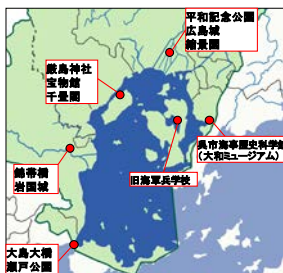 平和記念公園
広島城
縮景園
厳島神社
宝物館
千畳閣
呉市海事歴史科学館
(大和ミュージアム)
錦帯橋
岩国城
旧海軍兵学校
大島大橋
瀬戸公園